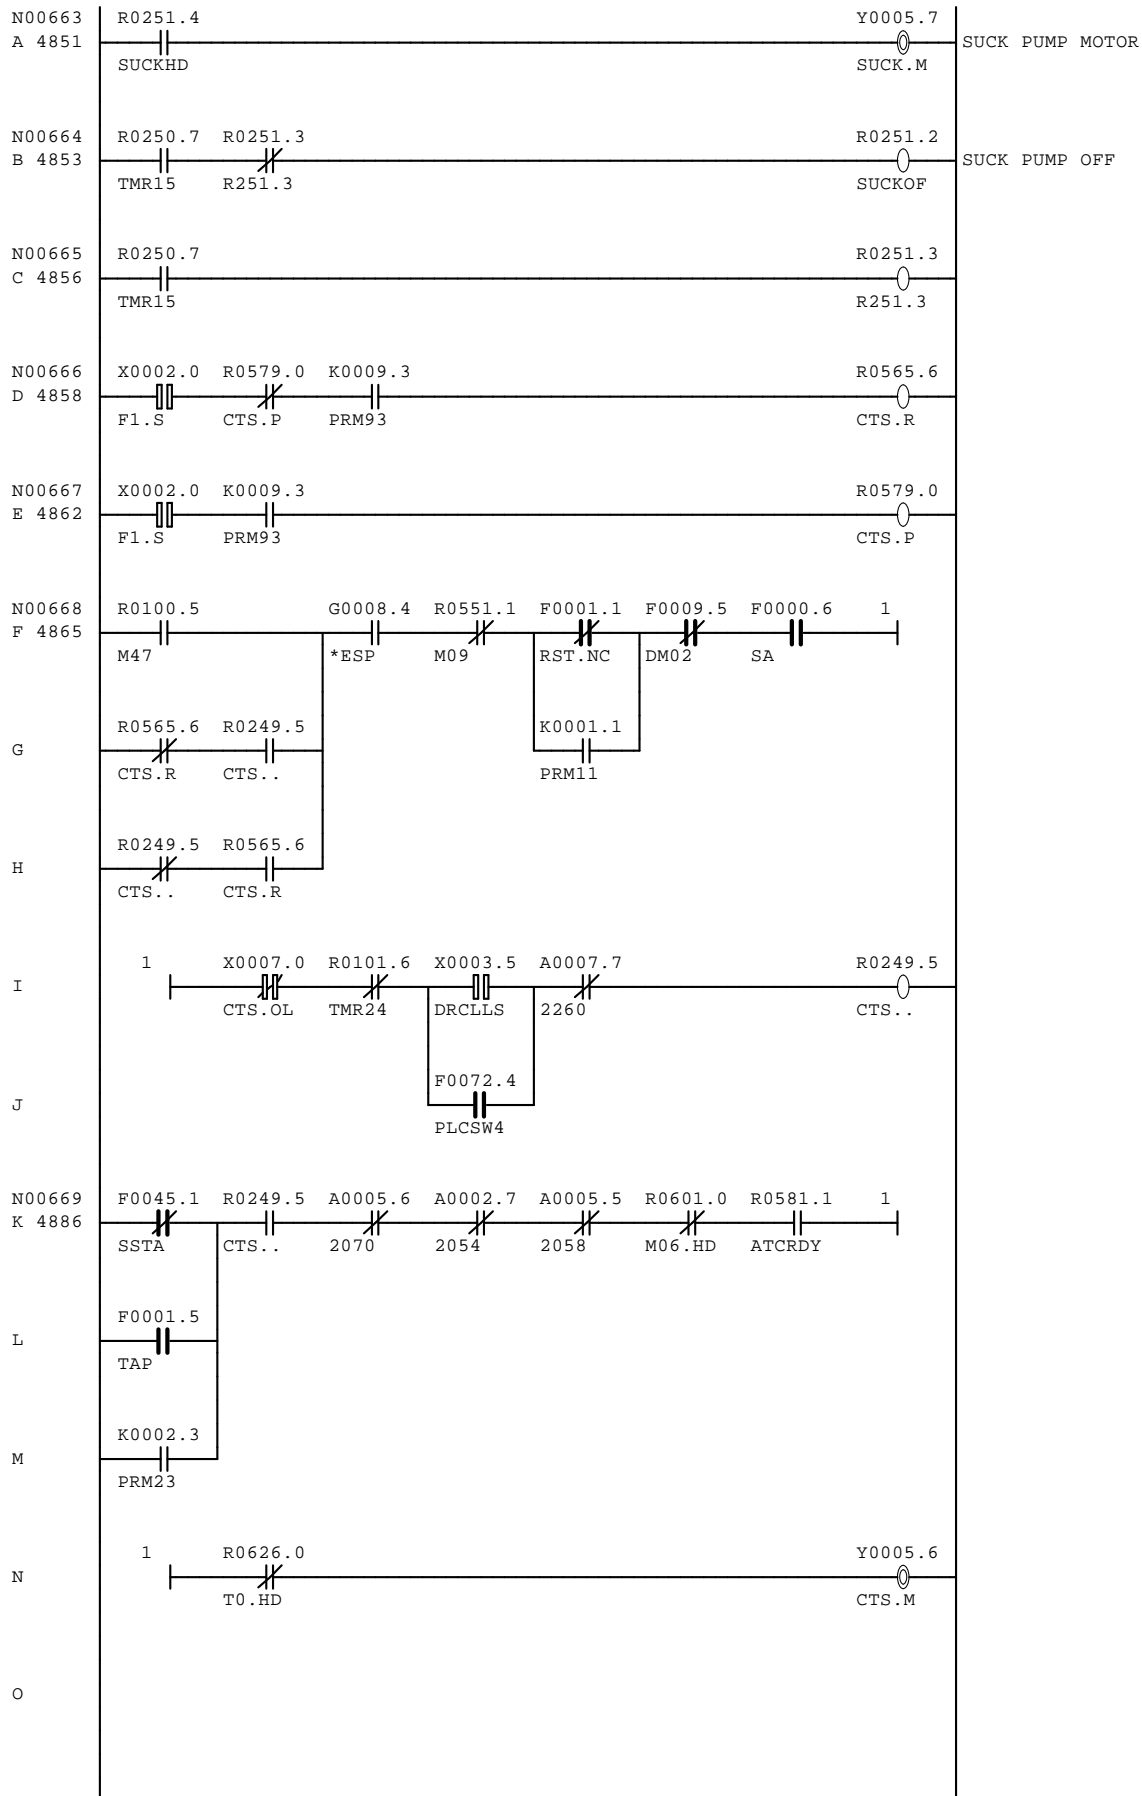 N00663 R0251.4 Y0005.7
A 4851 SUCK PUMP MOTOR
SUCKHD SUCK.M
N00664 R0250.7 R0251.3 R0251.2
B 4853 SUCK PUMP OFF
TMR15 R251.3 SUCKOF
N00665 R0250.7 R0251.3
C 4856
TMR15 R251.3
N00666 X0002.0 R0579.0 K0009.3 R0565.6
D 4858
F1.S CTS.P PRM93 CTS.R
N00667 X0002.0 K0009.3 R0579.0
E 4862
F1.S PRM93 CTS.P
N00668 R0100.5 G0008.4 R0551.1 F0001.1 F0009.5 F0000.6 1
F 4865
M47 *ESP M09 RST.NC DM02 SA
R0565.6 R0249.5 K0001.1
G
CTS.R CTS.. PRM11
R0249.5 R0565.6
H
CTS.. CTS.R
1 X0007.0 R0101.6 X0003.5 A0007.7 R0249.5
I
CTS.OL TMR24 DRCLLS 2260 CTS..
F0072.4
J
PLCSW4
N00669 F0045.1 R0249.5 A0005.6 A0002.7 A0005.5 R0601.0 R0581.1 1
K 4886
SSTA CTS.. 2070 2054 2058 M06.HD ATCRDY
F0001.5
L
TAP
K0002.3
M
PRM23
1 R0626.0 Y0005.6
N
T0.HD CTS.M
O